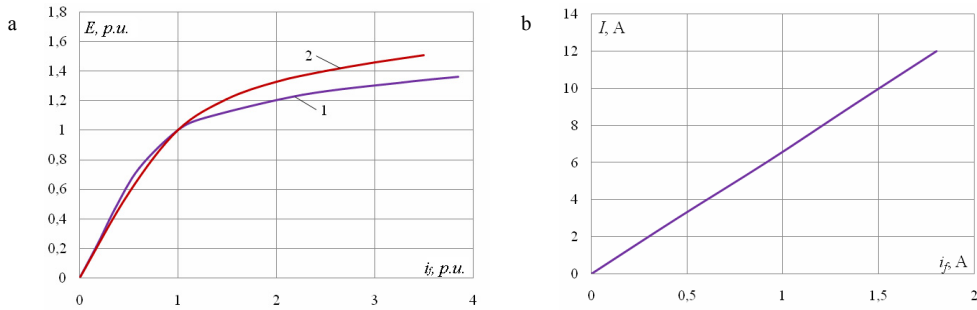 a
E, p.u.
1,8
1,6
1,4
1,2
1
0,8
0,6
0,4
0,2
0
2
1
i_f, p.u.
0 1 2 3 4
b
I, A
14
12
10
8
6
4
2
0
i_f, A
0 0,5 1 1,5 2